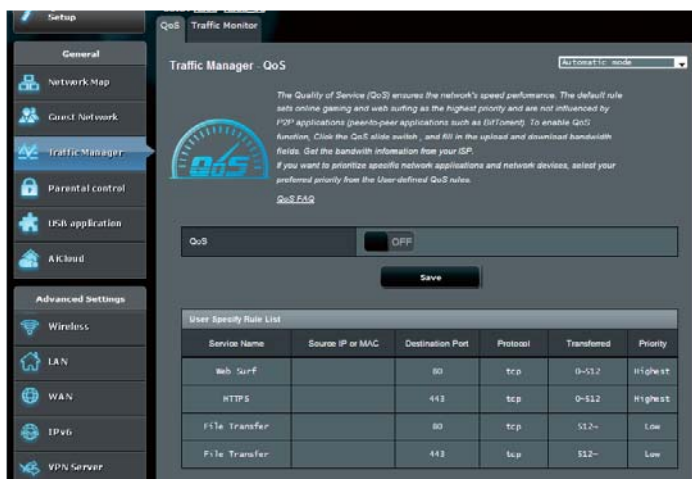 Setup
QoS Traffic Monitor
General
Network Map
Guest Network
Traffic Manager
Parental control
USB application
AiCloud
Advanced Settings
Wireless
LAN
WAN
IPv6
VPN Server
Traffic Manager - QoS
Automatic mode
The Quality of Service (QoS) ensures the network's speed performance. The default rule
sets online gaming and web surfing as the highest priority and are not influenced by
P2P applications (peer-to-peer applications such as BitTorrent). To enable QoS
function, Click the QoS slide switch , and fill in the upload and download bandwidth
fields. Get the bandwidth information from your ISP.
If you want to prioritize specific network applications and network devices, select your
preferred priority from the User-defined QoS rules.
QoS
QoS FAQ
QoS OFF
Save
User Specify Rule List
Service Name Source IP or MAC Destination Port Protocol Transferred Priority
Web Surf 80 tcp 0~512 Highest
HTTPS 443 tcp 0~512 Highest
File Transfer 80 tcp 512~ Low
File Transfer 443 tcp 512~ Low